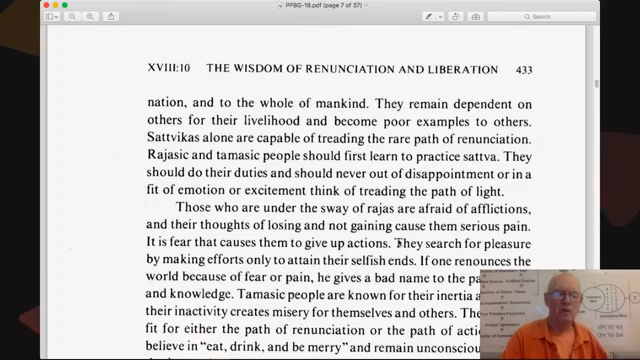 PPBG-18.pdf (page 7 of 37)
Search
XVIII:10 THE WISDOM OF RENUNCIATION AND LIBERATION 433
nation, and to the whole of mankind. They remain dependent on
others for their livelihood and become poor examples to others.
Sattvikas alone are capable of treading the rare path of renunciation.
Rajasic and tamasic people should first learn to practice sattva. They
should do their duties and should never out of disappointment or in a
fit of emotion or excitement think of treading the path of light.
Those who are under the sway of rajas are afraid of afflictions,
and their thoughts of losing and not gaining cause them serious pain.
It is fear that causes them to give up actions. They search for pleasure
by making efforts only to attain their selfish ends. If one renounces the
world because of fear or pain, he gives a bad name to the pa
and knowledge. Tamasic people are known for their inertia a
their inactivity creates misery for themselves and others. The
fit for either the path of renunciation or the path of actio
believe in "eat, drink, and be merry" and remain unconsciou
Om Tat Sat